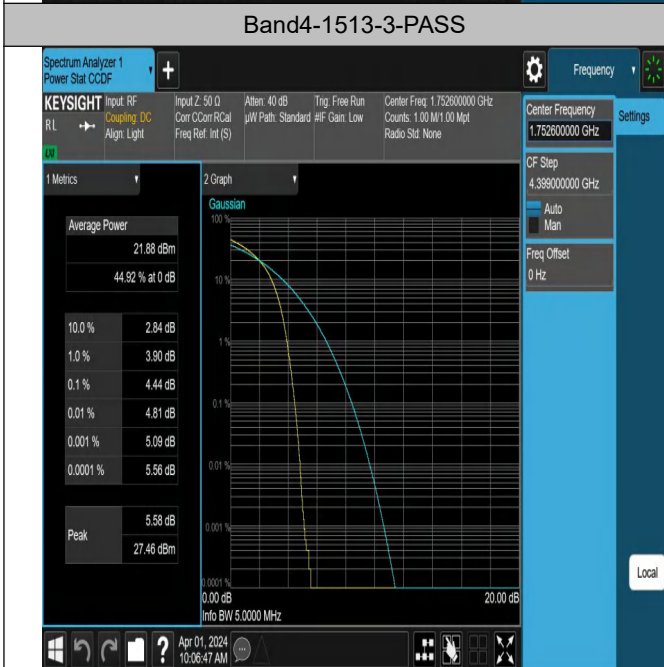 Band4-1513-3-PASS
Spectrum Analyzer 1
Power Stat CCDF
Frequency
KEYSIGHT
RL
LXI
Input: RF
Coupling: DC
Align: Light
Input Z: 50 Ω
Corr CCorr RCal
Freq Ref: Int (S)
Atten: 40 dB
µW Path: Standard
Trig: Free Run
#IF Gain: Low
Center Freq: 1.752600000 GHz
Counts: 1.00 M/1.00 Mpt
Radio Std: None
Center Frequency
1.752600000 GHz
Settings
CF Step
4.399000000 GHz
Auto
Man
Freq Offset
0 Hz
1 Metrics
Average Power
21.88 dBm
44.92 % at 0 dB
10.0 % 2.84 dB
1.0 % 3.90 dB
0.1 % 4.44 dB
0.01 % 4.81 dB
0.001 % 5.09 dB
0.0001 % 5.56 dB
Peak
5.58 dB
27.46 dBm
2 Graph
Gaussian
100 %
10 %
1 %
0.1 %
0.01 %
0.001 %
0.0001 %
0.00 dB 20.00 dB
Info BW 5.0000 MHz
Local
?
Apr 01, 2024
10:06:47 AM